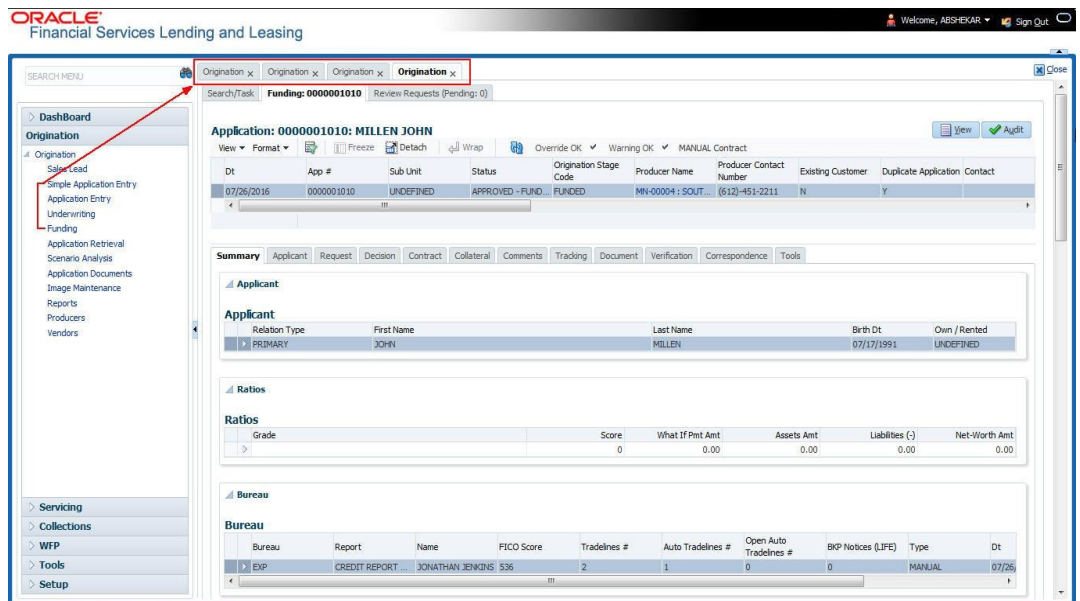 ORACLE
Financial Services Lending and Leasing
Welcome, ABSHEKAR Sign Out
SEARCH MENU
Origination x Origination x Origination x Origination x
Close
Search/Task Funding: 0000001010 Review Requests (Pending: 0)
DashBoard
Origination
Origination
Sales Lead
Simple Application Entry
Application Entry
Underwriting
Funding
Application Retrieval
Scenario Analysis
Application Documents
Image Maintenance
Reports
Producers
Vendors
Servicing
Collections
WFP
Tools
Setup
Application: 0000001010: MILLEN JOHN
View Audit
View Format Freeze Detach Wrap Override OK Warning OK MANUAL Contract
Dt App # Sub Unit Status Origination Stage Code Producer Name Producer Contact Number Existing Customer Duplicate Application Contact
07/26/2016 0000001010 UNDEFINED APPROVED - FUND... FUNDED MN-00004 : SOUT... (612)-451-2211 N Y
Summary Applicant Request Decision Contract Collateral Comments Tracking Document Verification Correspondence Tools
Applicant
Applicant
Relation Type First Name Last Name Birth Dt Own / Rented
PRIMARY JOHN MILLEN 07/17/1991 UNDEFINED
Ratios
Ratios
Grade Score What If Pmt Amt Assets Amt Liabilities (-) Net-Worth Amt
0 0.00 0.00 0.00 0.00
Bureau
Bureau
Bureau Report Name FICO Score Tradelines # Auto Tradelines # Open Auto Tradelines # BKP Notices (LIFE) Type Dt
EXP CREDIT REPORT ... JONATHAN JENKINS 536 2 1 0 0 MANUAL 07/26/